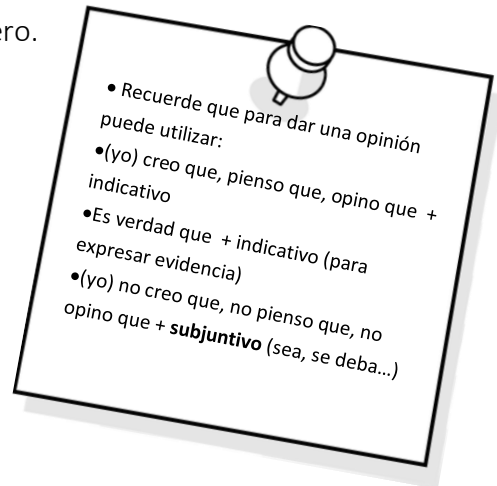 ero.
• Recuerde que para dar una opinión
puede utilizar:
•(yo) creo que, pienso que, opino que +
indicativo
•Es verdad que + indicativo (para
expresar evidencia)
•(yo) no creo que, no pienso que, no
opino que + subjuntivo (sea, se deba…)